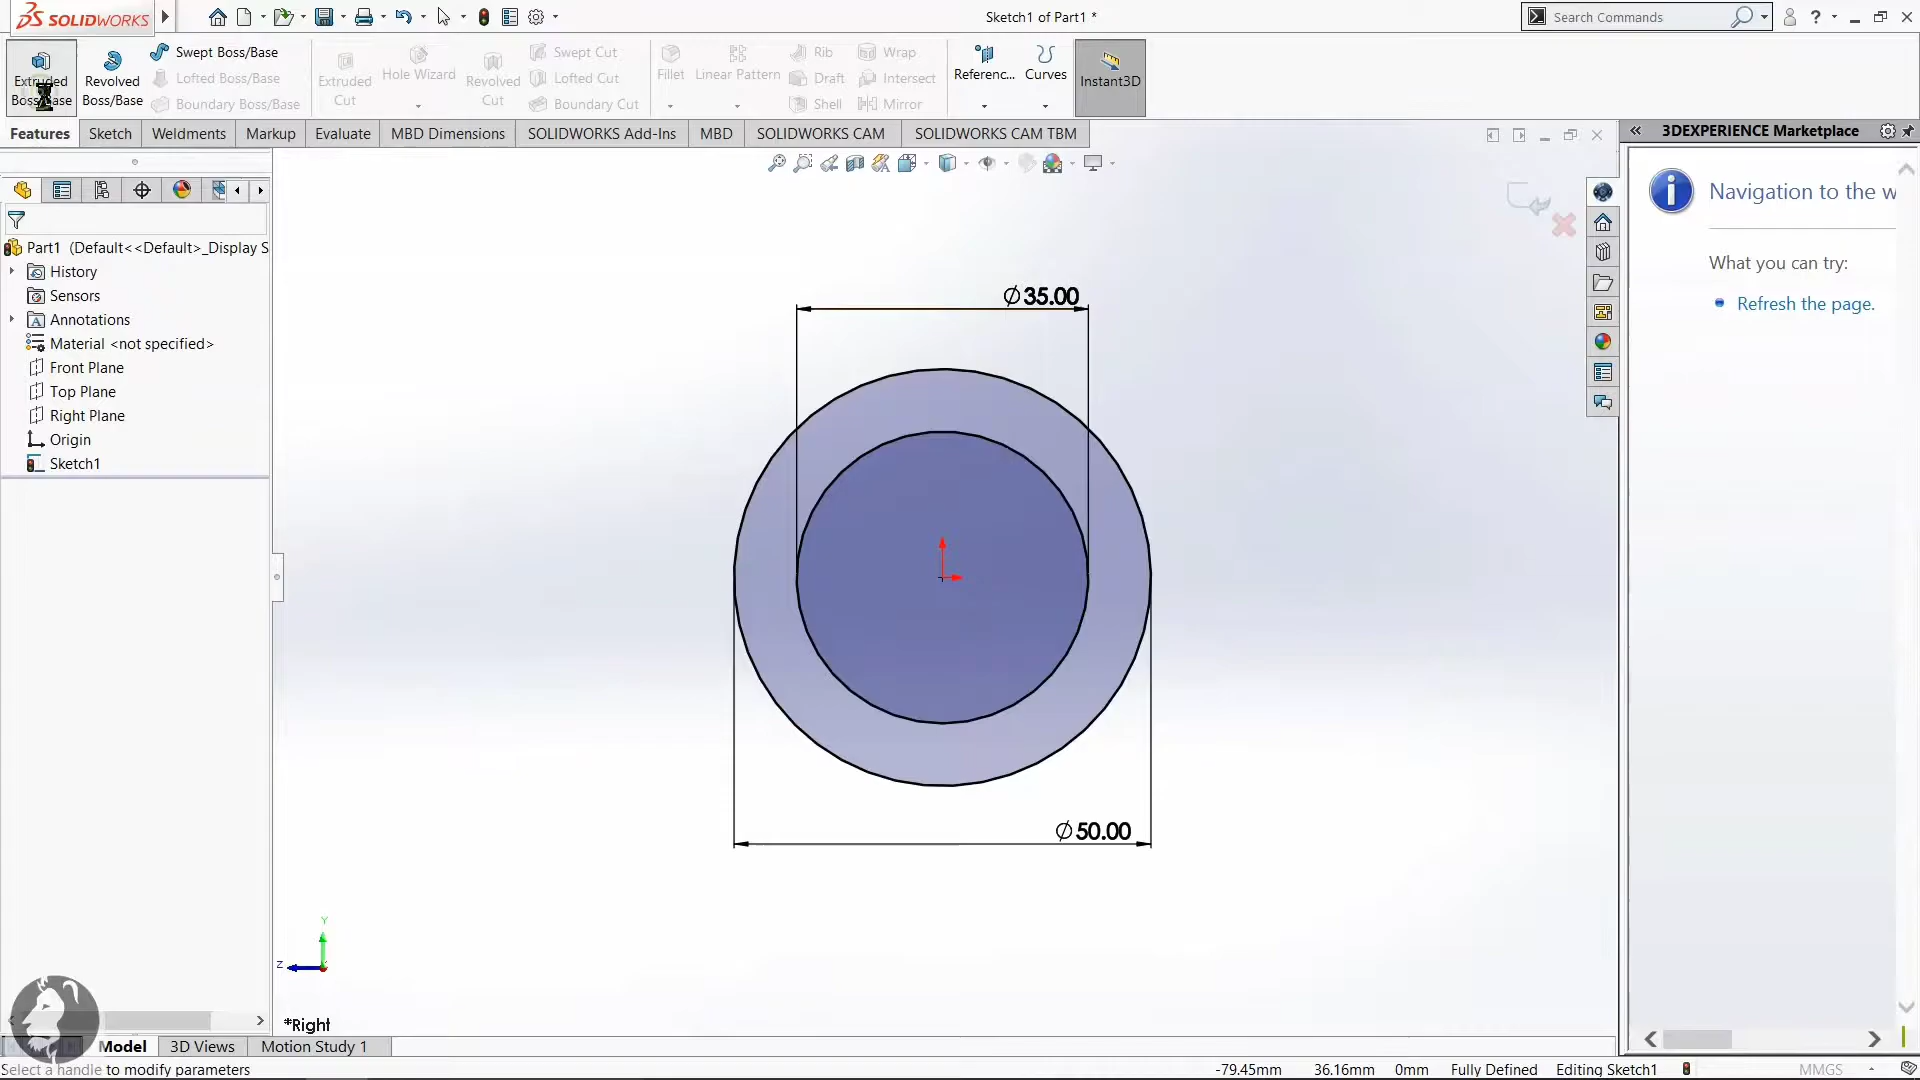 SOLIDWORKS
Sketch1 of Part1 *
Search Commands
?
Extruded Boss/Base
Revolved Boss/Base
Swept Boss/Base
Lofted Boss/Base
Boundary Boss/Base
Extruded Cut
Hole Wizard
Revolved Cut
Swept Cut
Lofted Cut
Boundary Cut
Fillet
Linear Pattern
Rib
Draft
Shell
Wrap
Intersect
Mirror
Referenc...
Curves
Instant3D
Features
Sketch
Weldments
Markup
Evaluate
MBD Dimensions
SOLIDWORKS Add-Ins
MBD
SOLIDWORKS CAM
SOLIDWORKS CAM TBM
3DEXPERIENCE Marketplace
Navigation to the w
What you can try:
Refresh the page.
Part1 (Default<<Default>_Display S
History
Sensors
Annotations
Material <not specified>
Front Plane
Top Plane
Right Plane
Origin
Sketch1
∅35.00
∅50.00
Y
Z
*Right
Model
3D Views
Motion Study 1
Select a handle to modify parameters
-79.45mm
36.16mm
0mm
Fully Defined
Editing Sketch1
MMGS